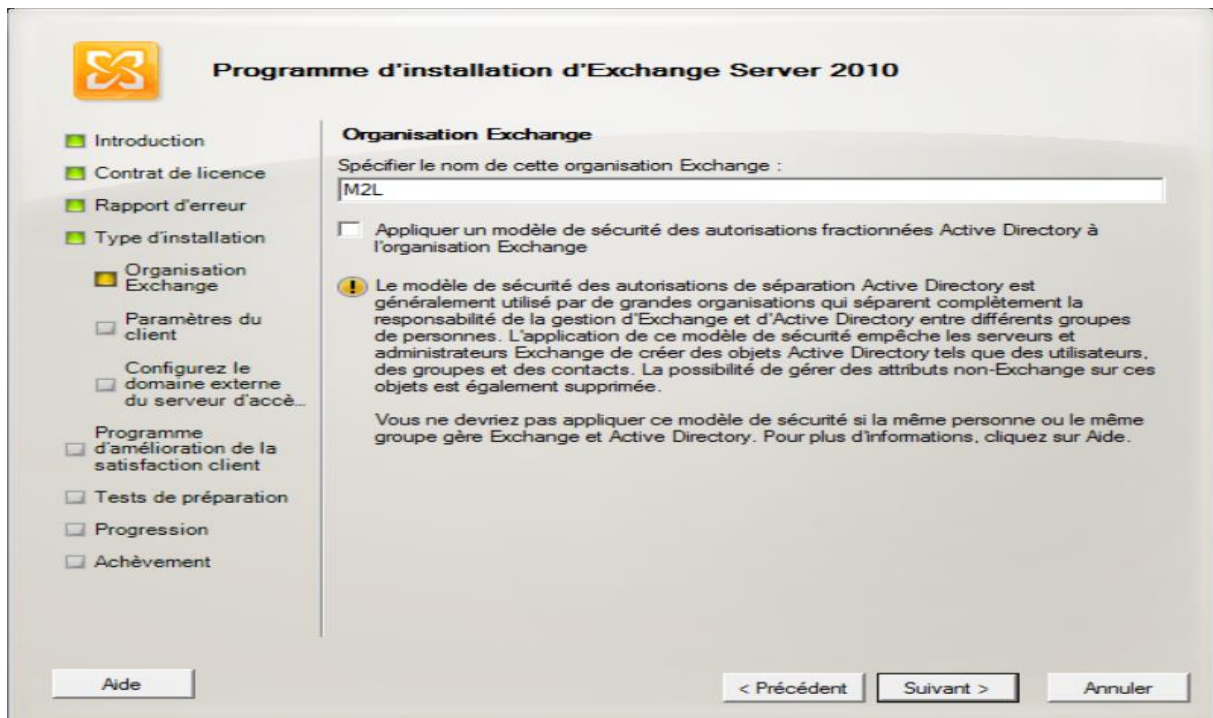 Programme d'installation d'Exchange Server 2010
Introduction
Contrat de licence
Rapport d'erreur
Type d'installation
Organisation
Exchange
Paramètres du
client
Configurez le
domaine externe
du serveur d'accè...
Programme
d'amélioration de la
satisfaction client
Tests de préparation
Progression
Achèvement
Organisation Exchange
Spécifier le nom de cette organisation Exchange :
M2L
Appliquer un modèle de sécurité des autorisations fractionnées Active Directory à
l'organisation Exchange
Le modèle de sécurité des autorisations de séparation Active Directory est
généralement utilisé par de grandes organisations qui séparent complètement la
responsabilité de la gestion d'Exchange et d'Active Directory entre différents groupes
de personnes. L'application de ce modèle de sécurité empêche les serveurs et
administrateurs Exchange de créer des objets Active Directory tels que des utilisateurs,
des groupes et des contacts. La possibilité de gérer des attributs non-Exchange sur ces
objets est également supprimée.
Vous ne devriez pas appliquer ce modèle de sécurité si la même personne ou le même
groupe gère Exchange et Active Directory. Pour plus d'informations, cliquez sur Aide.
Aide
< Précédent
Suivant >
Annuler